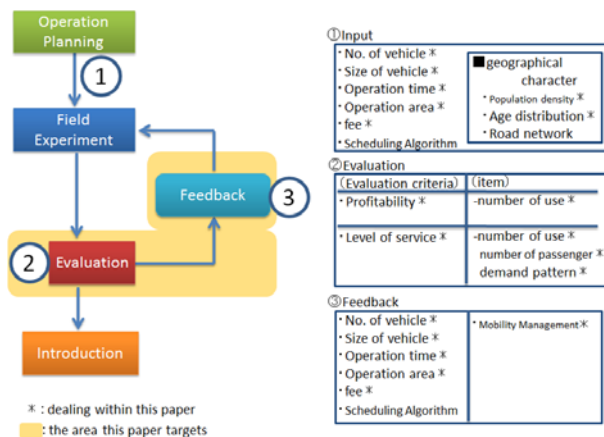 Operation
Planning
①
Field
Experiment
Feedback
③
②
Evaluation
Introduction
* : dealing within this paper
: the area this paper targets
①Input
・No. of vehicle *
・Size of vehicle *
・Operation time *
・Operation area *
・fee *
・Scheduling Algorithm
■geographical
character
・Population density *
・Age distribution *
・Road network
②Evaluation
(Evaluation criteria) (item)
・Profitability * -number of use *
・Level of service * -number of use *
number of passenger *
demand pattern *
③Feedback
・No. of vehicle *
・Size of vehicle *
・Operation time *
・Operation area *
・fee *
・Scheduling Algorithm
・Mobility Management *